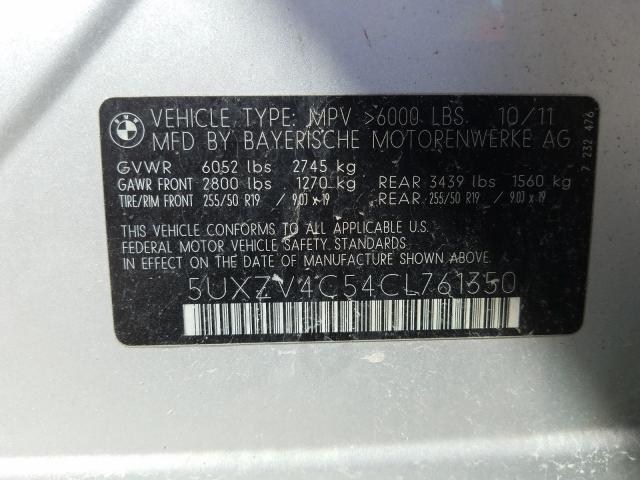 BMW
VEHICLE TYPE: MPV >6000 LBS. 10/11
MFD BY BAYERISCHE MOTORENWERKE AG
GVWR 6052 lbs 2745 kg
GAWR FRONT 2800 lbs 1270 kg REAR 3439 lbs 1560 kg
TIRE/RIM FRONT 255/50 R19 / 9.0J x 19 REAR 255/50 R19 / 9.0J x 19
THIS VEHICLE CONFORMS TO ALL APPLICABLE U.S.
FEDERAL MOTOR VEHICLE SAFETY STANDARDS
IN EFFECT ON THE DATE OF MANUFACTURE SHOWN ABOVE.
5UXZV4C54CL761350
7 232 476